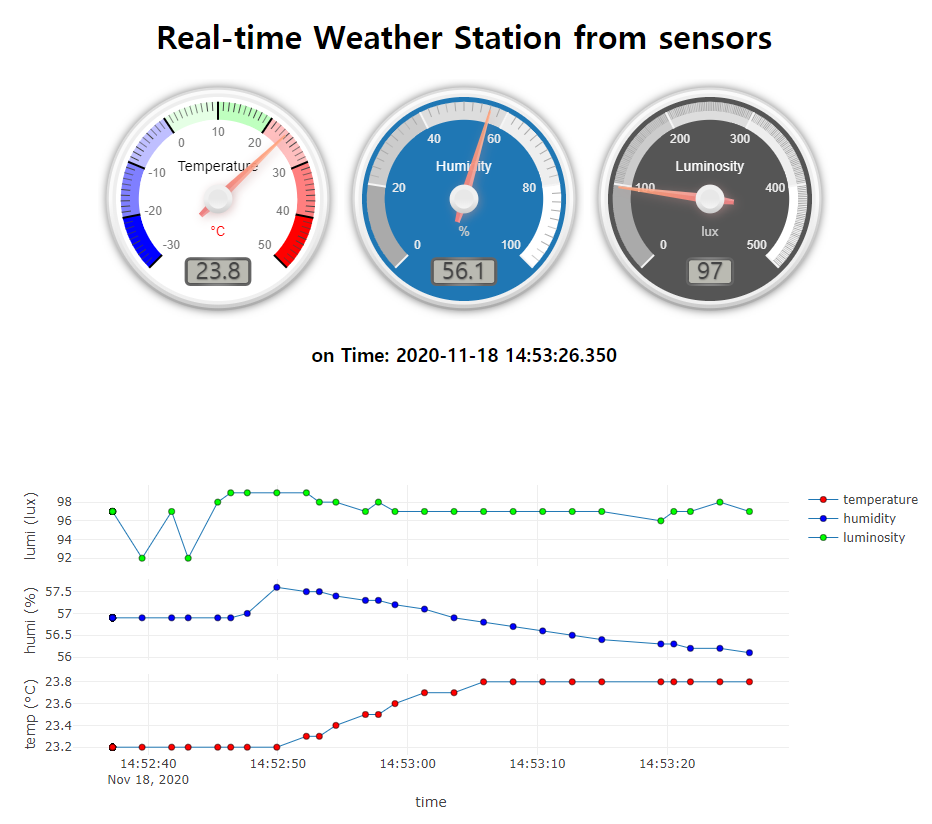 Real-time Weather Station from sensors
-30 -20 -10 0 10 20 30 40 50
Temperature
°C
23.8
0 20 40 60 80 100
Humidity
%
56.1
0 100 200 300 400 500
Luminosity
lux
97
on Time: 2020-11-18 14:53:26.350
lumi (lux)
98
96
94
92
humi (%)
57.5
57
56.5
56
temp (°C)
23.8
23.6
23.4
23.2
14:52:40 14:52:50 14:53:00 14:53:10 14:53:20
Nov 18, 2020
time
temperature
humidity
luminosity